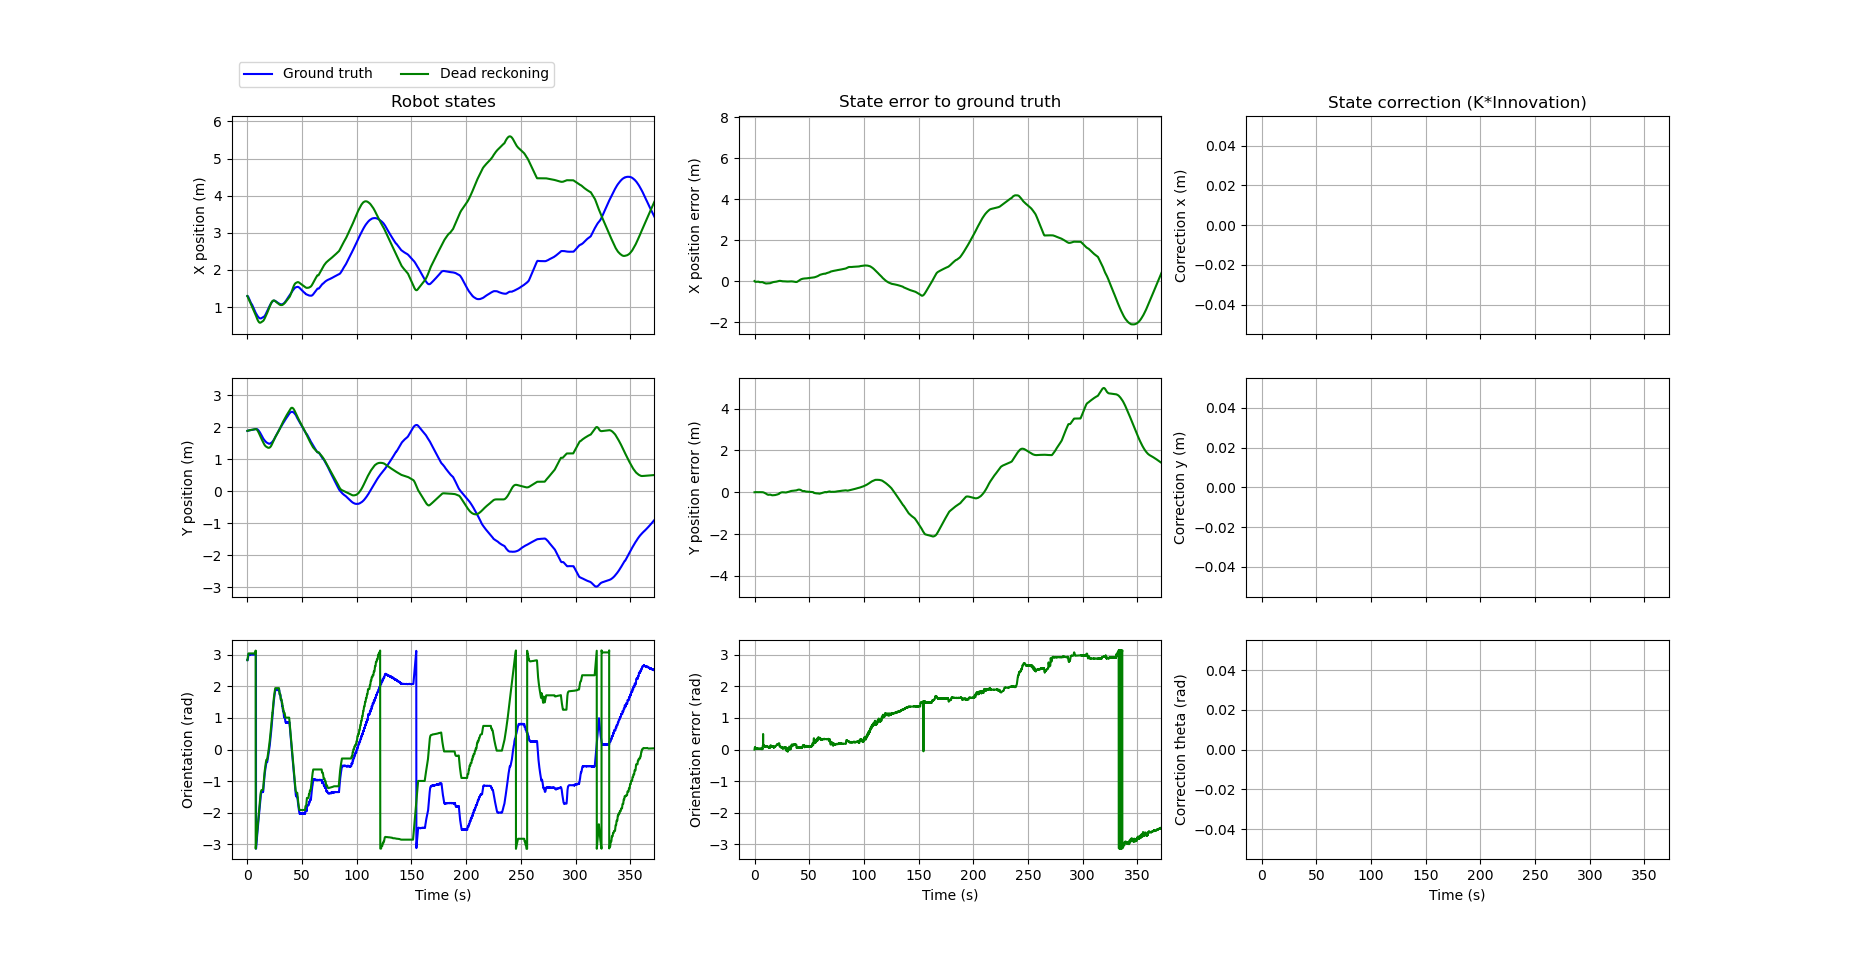 Ground truth
Dead reckoning
Robot states
State error to ground truth
State correction (K*Innovation)
X position (m)
6
5
4
3
2
1
X position error (m)
8
6
4
2
0
−2
Correction x (m)
0.04
0.02
0.00
−0.02
−0.04
Y position (m)
3
2
1
0
−1
−2
−3
Y position error (m)
4
2
0
−2
−4
Correction y (m)
0.04
0.02
0.00
−0.02
−0.04
Orientation (rad)
3
2
1
0
−1
−2
−3
0 50 100 150 200 250 300 350
Time (s)
Orientation error (rad)
3
2
1
0
−1
−2
−3
0 50 100 150 200 250 300 350
Time (s)
Correction theta (rad)
0.04
0.02
0.00
−0.02
−0.04
0 50 100 150 200 250 300 350
Time (s)